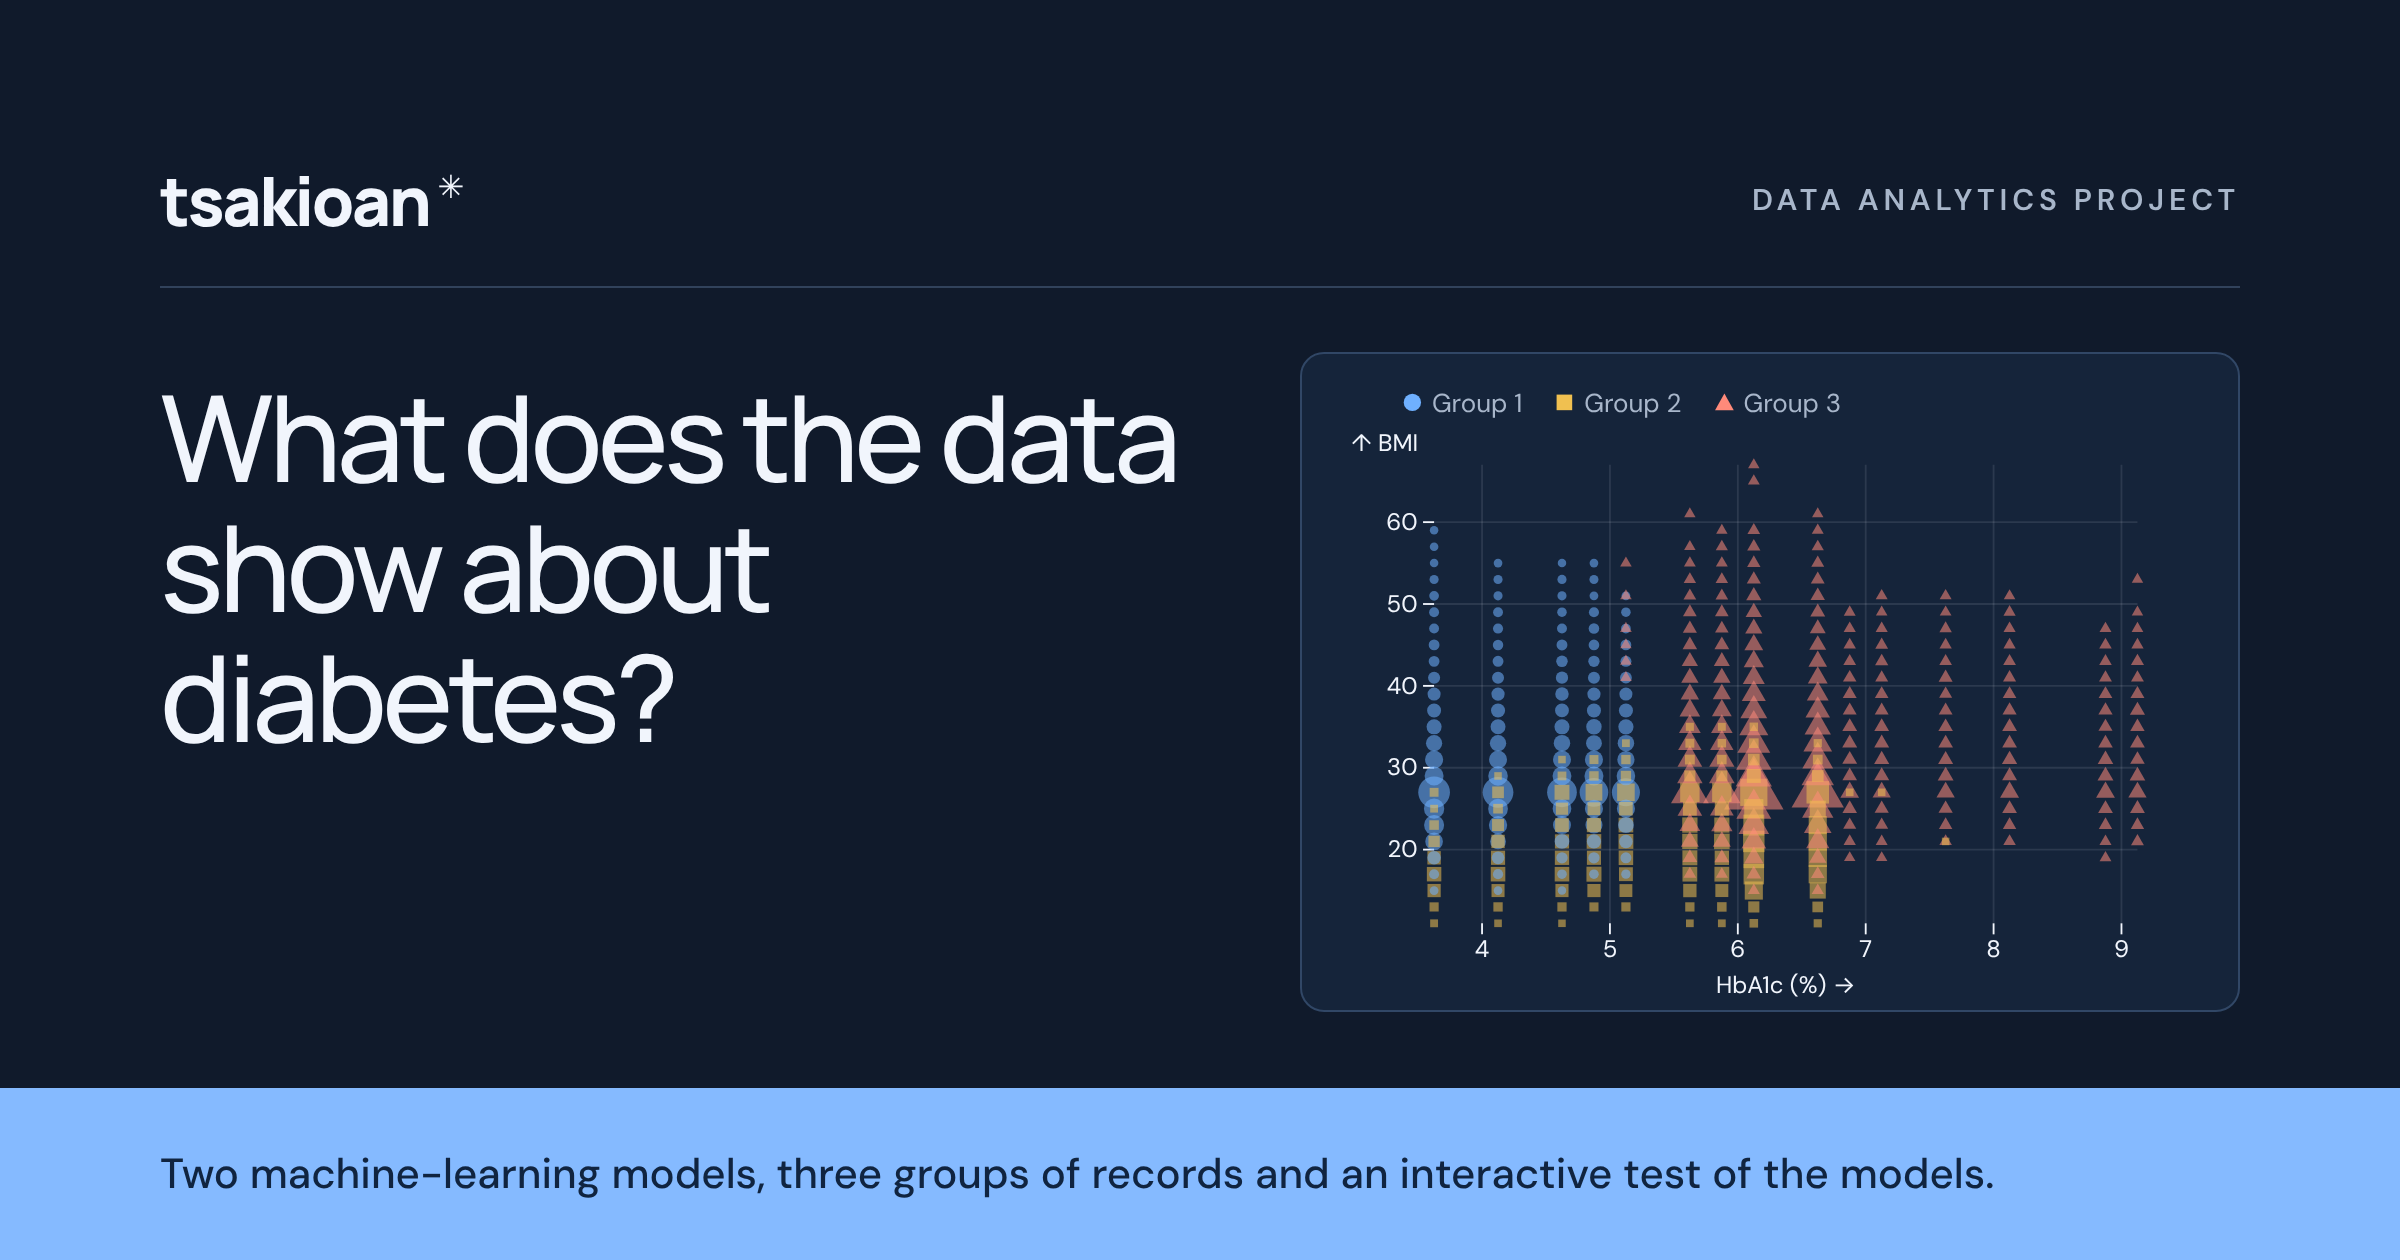 tsakioan*
DATA ANALYTICS PROJECT
What does the data
show about
diabetes?
Group 1 Group 2 Group 3
↑ BMI
60
50
40
30
20
4 5 6 7 8 9
HbA1c (%) →
Two machine-learning models, three groups of records and an interactive test of the models.